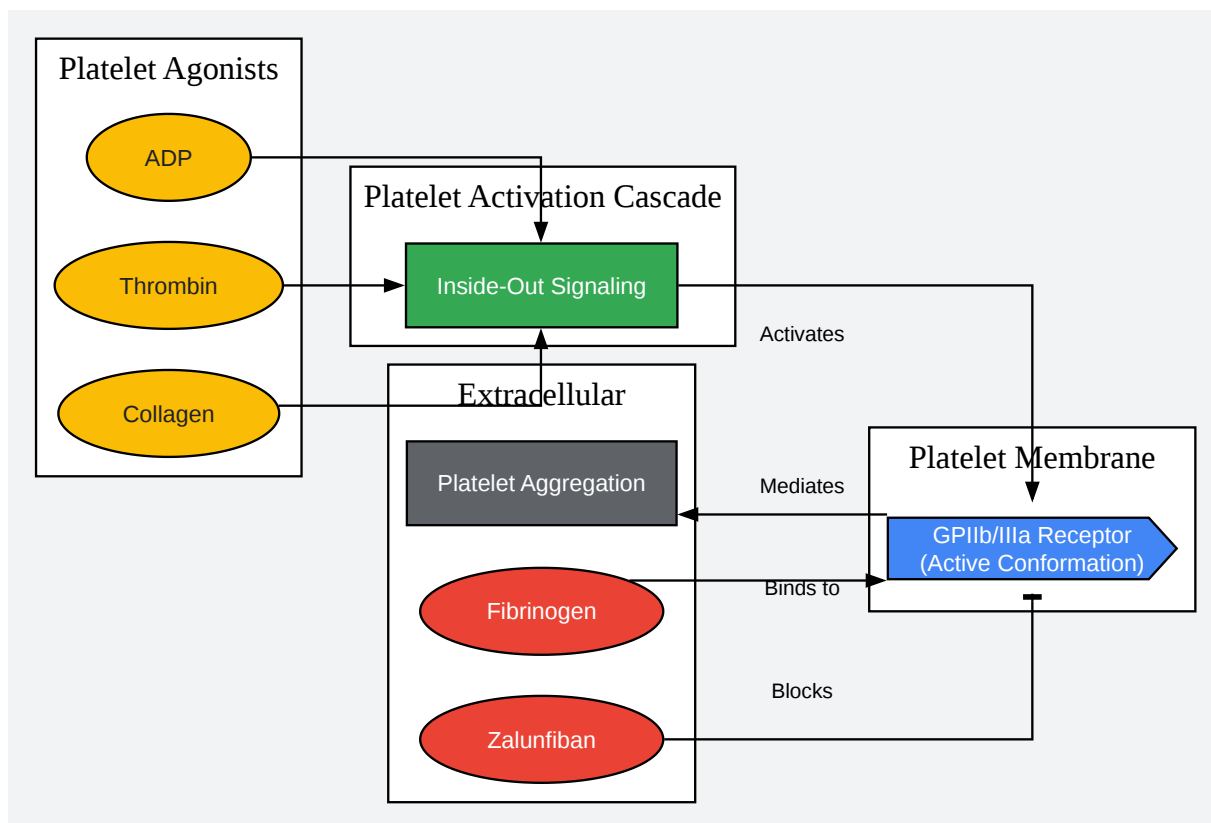 Platelet Agonists
ADP
Thrombin
Collagen
Platelet Activation Cascade
Inside-Out Signaling
Activates
Extracellular
Platelet Aggregation
Fibrinogen
Zalunfiban
Mediates
Binds to
Blocks
Platelet Membrane
GPIIb/IIIa Receptor
(Active Conformation)